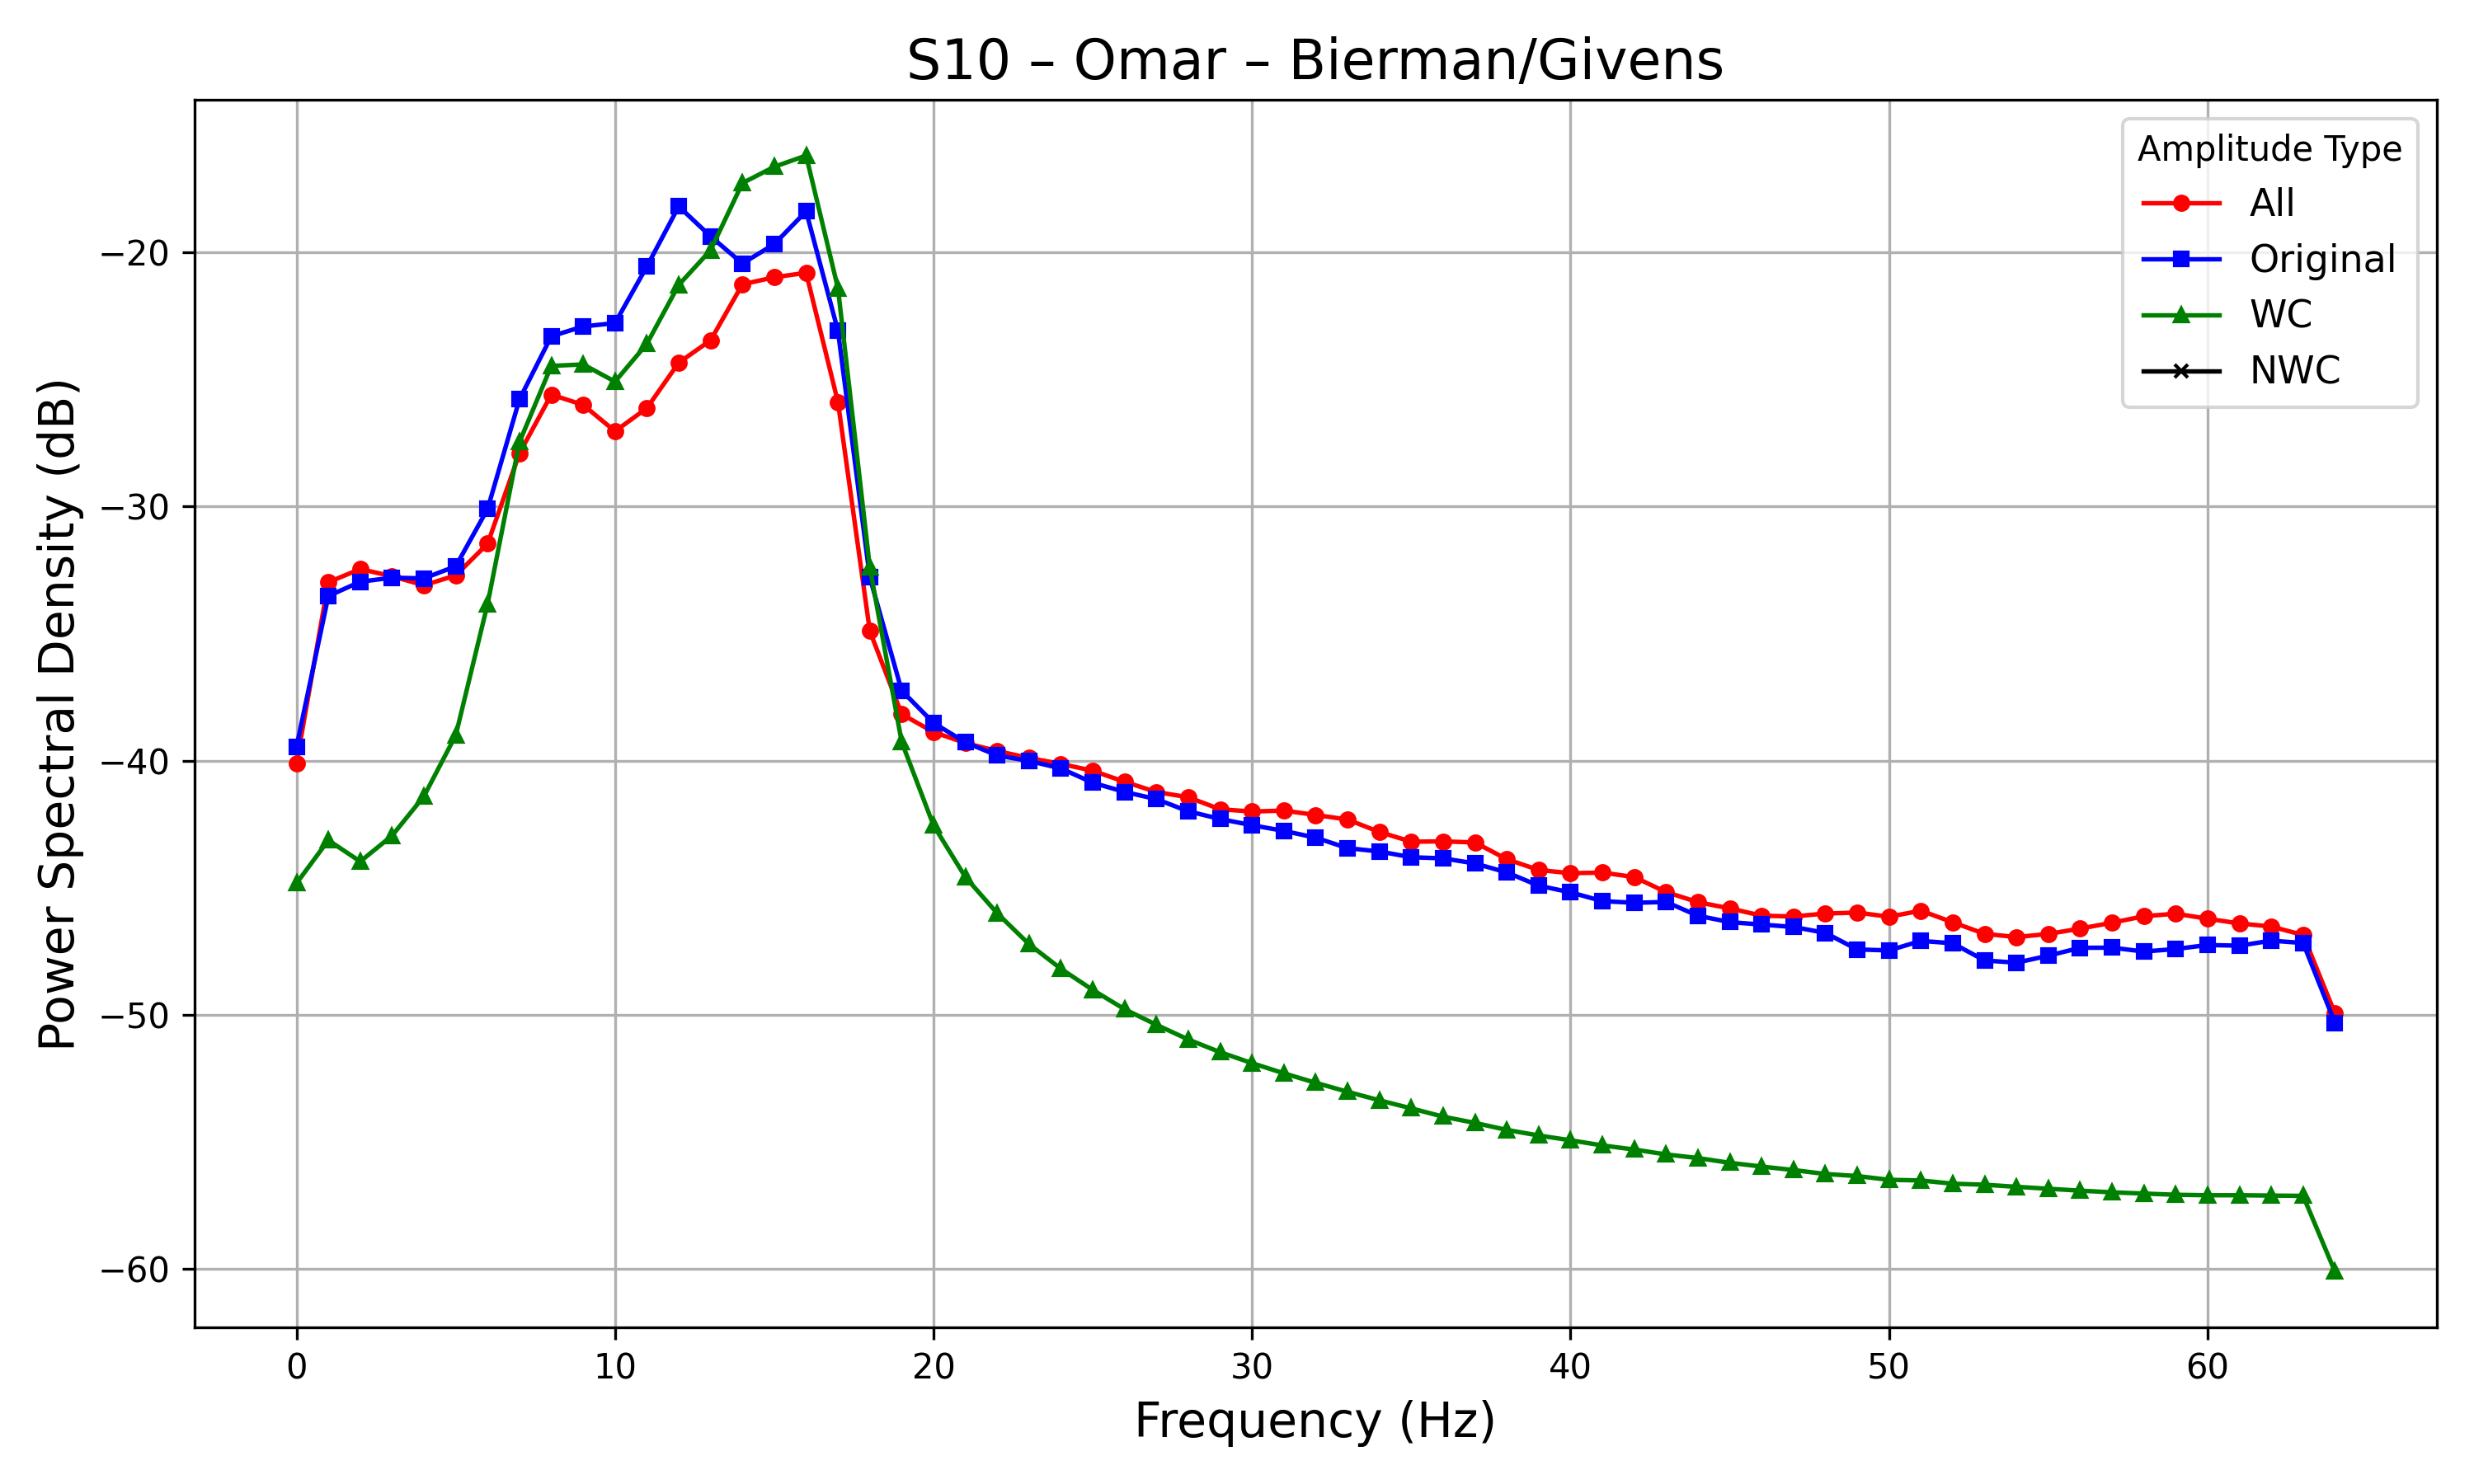 S10 – Omar – Bierman/Givens
Amplitude Type
All
Original
WC
NWC
Power Spectral Density (dB)
−20
−30
−40
−50
−60
0 10 20 30 40 50 60
Frequency (Hz)